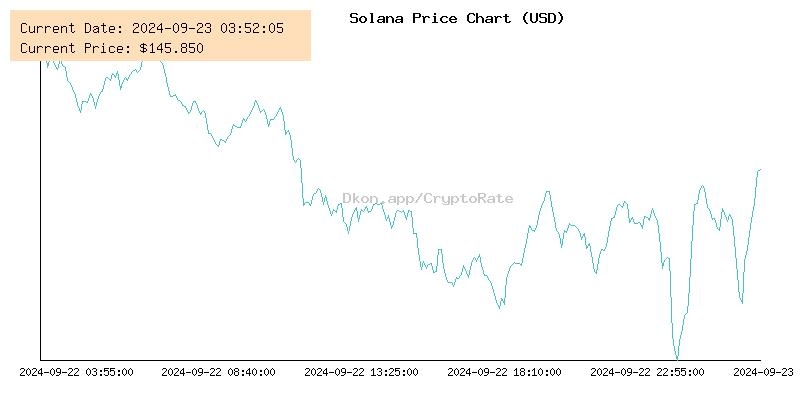 Solana Price Chart (USD)
Current Date: 2024-09-23 03:52:05
Current Price: $145.850
Dkon.app/CryptoRate
2024-09-22 03:55:00
2024-09-22 08:40:00
2024-09-22 13:25:00
2024-09-22 18:10:00
2024-09-22 22:55:00
2024-09-23